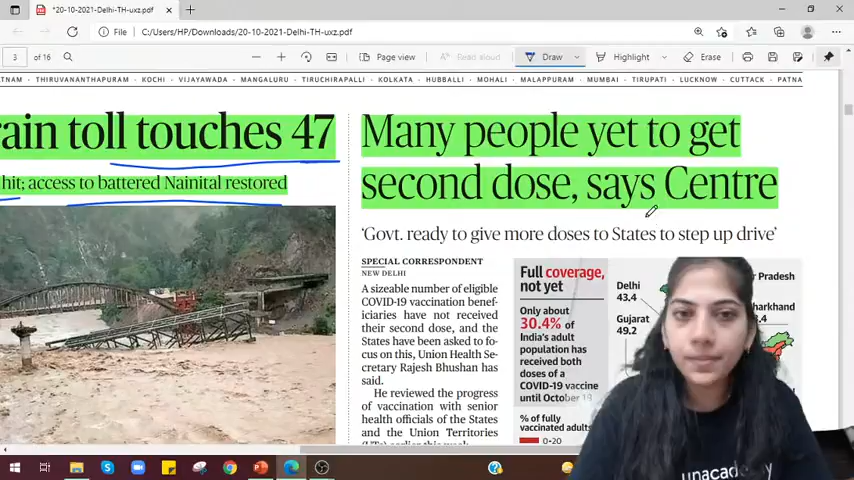 *20-10-2021-Delhi-TH-uxz.pdf
File
C:/Users/HP/Downloads/20-10-2021-Delhi-TH-uxz.pdf
3 of 16
Page view
Read aloud
Draw
Highlight
Erase
TNAM • THIRUVANANTHAPURAM • KOCHI • VIJAYAWADA • MANGALURU • TIRUCHIRAPALLI • KOLKATA • HUBBALLI • MOHALI • MALAPPURAM • MUMBAI • TIRUPATI • LUCKNOW • CUTTACK • PATNA
rain toll touches 47
hit; access to battered Nainital restored
Many people yet to get
second dose, says Centre
‘Govt. ready to give more doses to States to step up drive’
SPECIAL CORRESPONDENT
NEW DELHI
A sizeable number of eligible
COVID-19 vaccination benef-
iciaries have not received
their second dose, and the
States have been asked to fo-
cus on this, Union Health Se-
cretary Rajesh Bhushan has
said.
He reviewed the progress
of vaccination with senior
health officials of the States
and the Union Territories
(UTs) earlier this week
Full coverage,
not yet
Only about
30.4% of
India's adult
population has
received both
doses of a
COVID-19 vaccine
until October
% of fully
vaccinated adults
0-20
Delhi
43.4
Gujarat
49.2
Pradesh
harkhand
unacademy